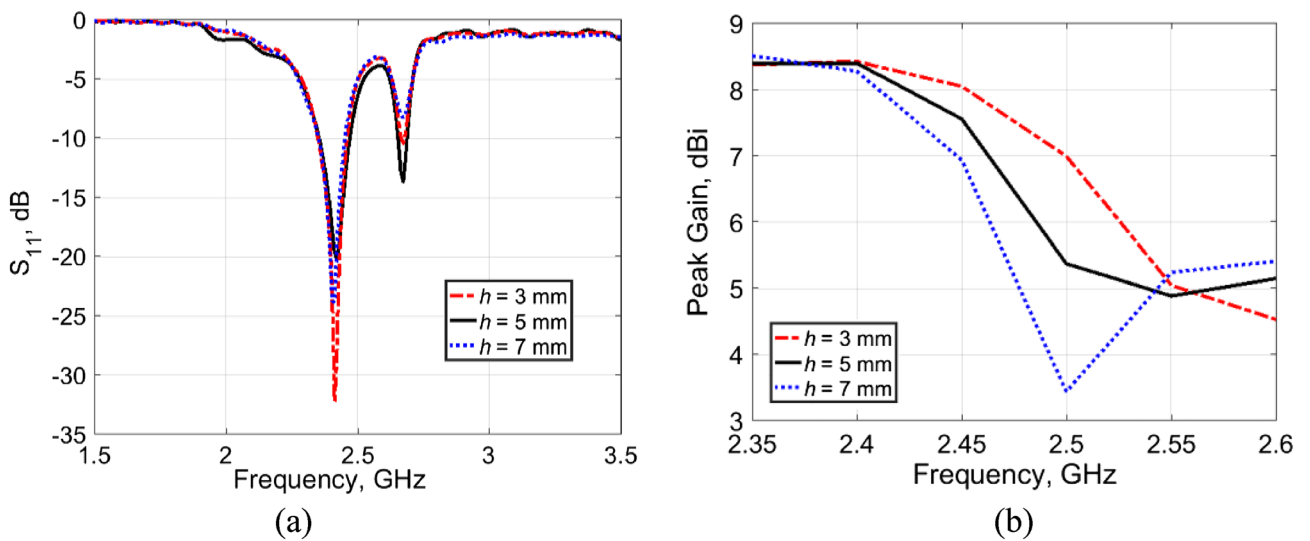 0
-5
-10
-15
-20
-25
-30
-35
S11, dB
1.5 2 2.5 3 3.5
Frequency, GHz
h = 3 mm
h = 5 mm
h = 7 mm
(a)
9
8
7
6
5
4
3
Peak Gain, dBi
2.35 2.4 2.45 2.5 2.55 2.6
Frequency, GHz
h = 3 mm
h = 5 mm
h = 7 mm
(b)